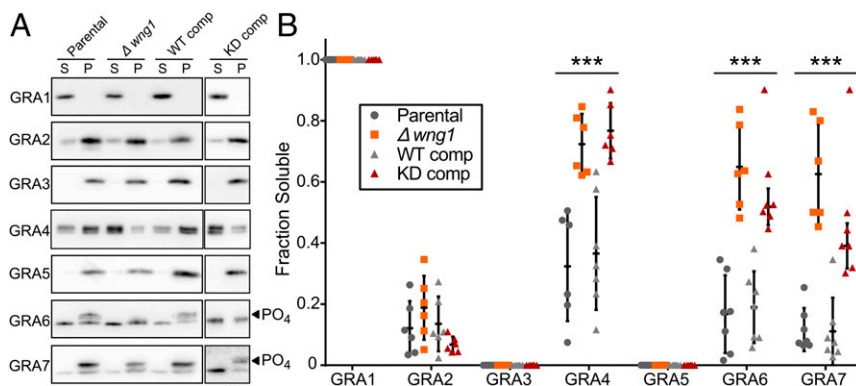 A
Parental
Δ wng1
WT comp
KD comp
S P S P S P S P
GRA1
GRA2
GRA3
GRA4
GRA5
GRA6
PO4
GRA7
PO4
B
Fraction Soluble
1.0
0.8
0.6
0.4
0.2
0
***
***
***
Parental
Δ wng1
WT comp
KD comp
GRA1 GRA2 GRA3 GRA4 GRA5 GRA6 GRA7